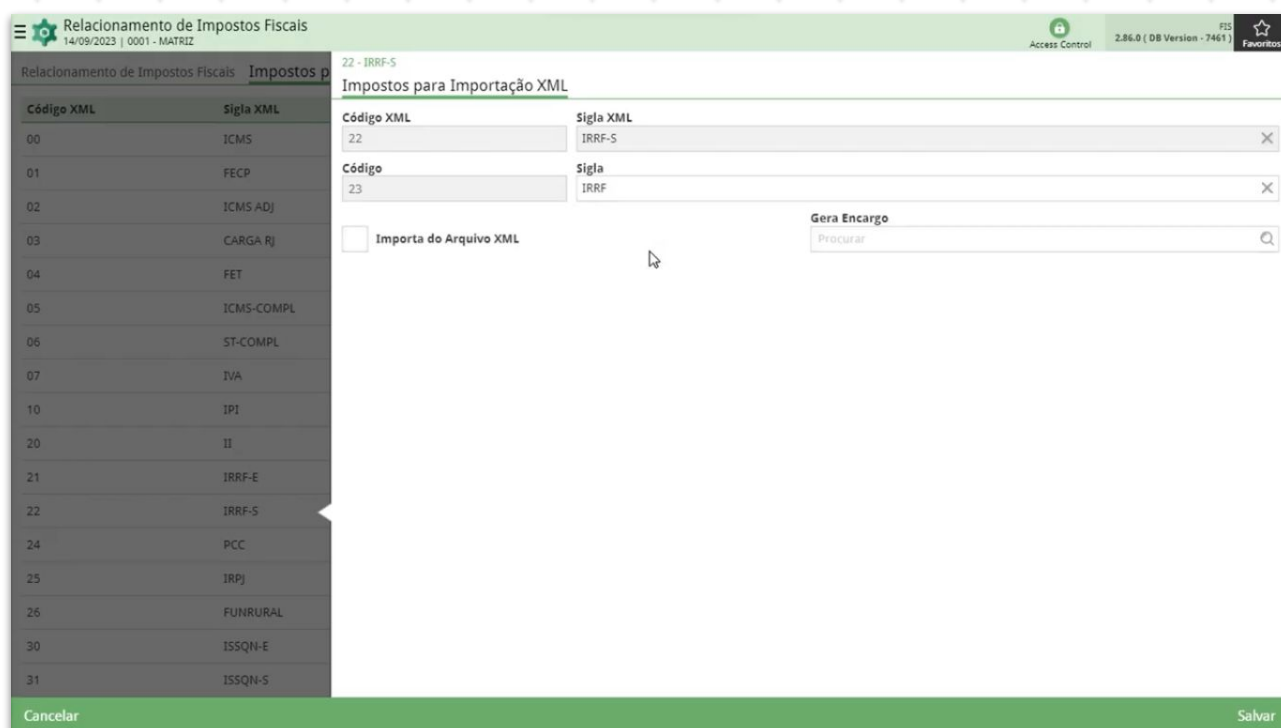 Relacionamento de Impostos Fiscais
14/09/2023 | 0001 - MATRIZ
Access Control
FIS
2.86.0 ( DB Version - 7461 )
Favoritos
Relacionamento de Impostos Fiscais Impostos p
Código XML Sigla XML
00 ICMS
01 FECP
02 ICMS ADJ
03 CARGA RJ
04 FET
05 ICMS-COMPL
06 ST-COMPL
07 IVA
10 IPI
20 II
21 IRRF-E
22 IRRF-S
24 PCC
25 IRPJ
26 FUNRURAL
30 ISSQN-E
31 ISSQN-S
22 - IRRF-S
Impostos para Importação XML
Código XML Sigla XML
22 IRRF-S
Código Sigla
23 IRRF
Gera Encargo
Importa do Arquivo XML Procurar
Cancelar Salvar